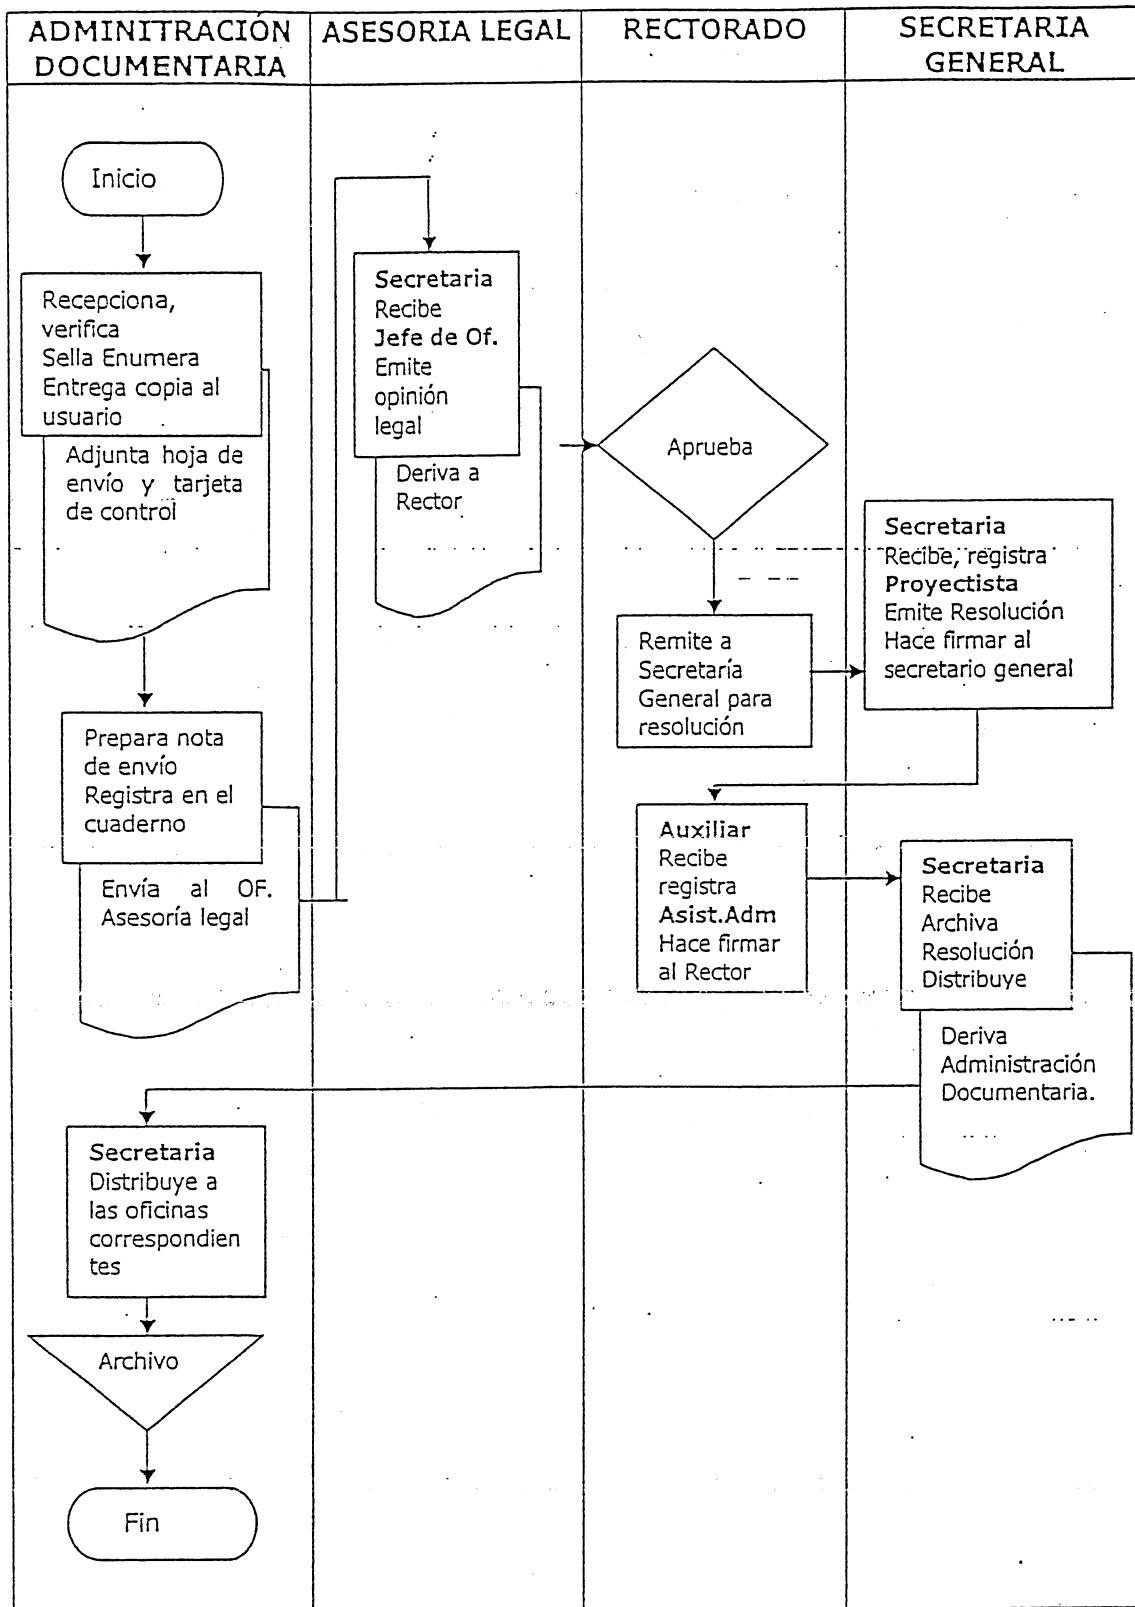 ADMINITRACIÓN
DOCUMENTARIA
ASESORIA LEGAL
RECTORADO
SECRETARIA
GENERAL
Inicio
Recepciona,
verifica
Sella Enumera
Entrega copia al
usuario
Adjunta hoja de
envío y tarjeta
de control
Prepara nota
de envío
Registra en el
cuaderno
Envía al OF.
Asesoría legal
Secretaria
Recibe
Jefe de Of.
Emite
opinión
legal
Deriva a
Rector
Aprueba
Remite a
Secretaría
General para
resolución
Secretaria
Recibe, registra
Proyectista
Emite Resolución
Hace firmar al
secretario general
Auxiliar
Recibe
registra
Asist.Adm
Hace firmar
al Rector
Secretaria
Recibe
Archiva
Resolución
Distribuye
Deriva
Administración
Documentaria.
Secretaria
Distribuye a
las oficinas
correspondien
tes
Archivo
Fin